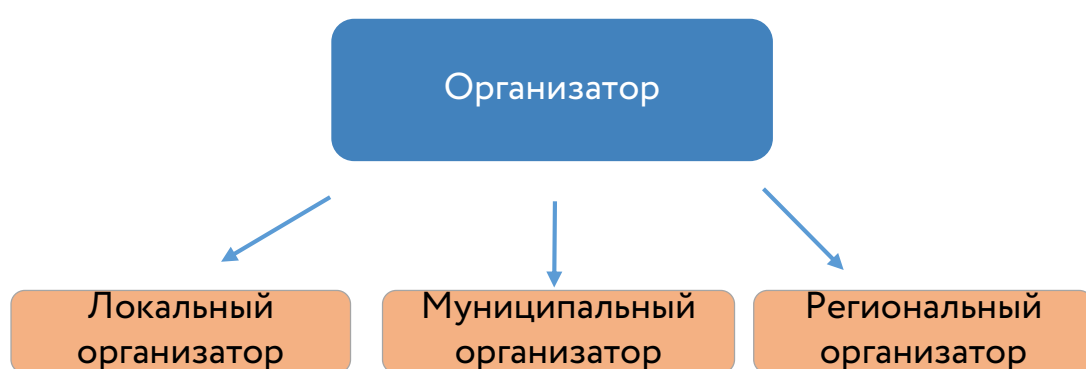 Организатор
Локальный
организатор
Муниципальный
организатор
Региональный
организатор